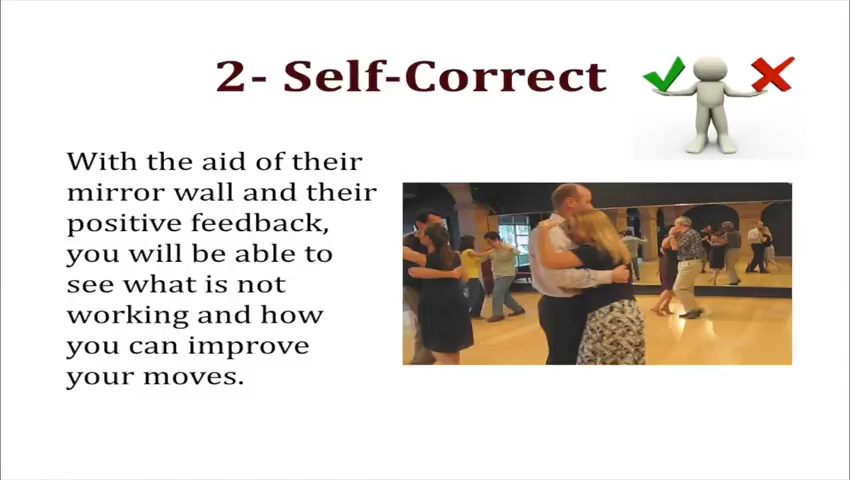 2- Self-Correct
With the aid of their
mirror wall and their
positive feedback,
you will be able to
see what is not
working and how
you can improve
your moves.